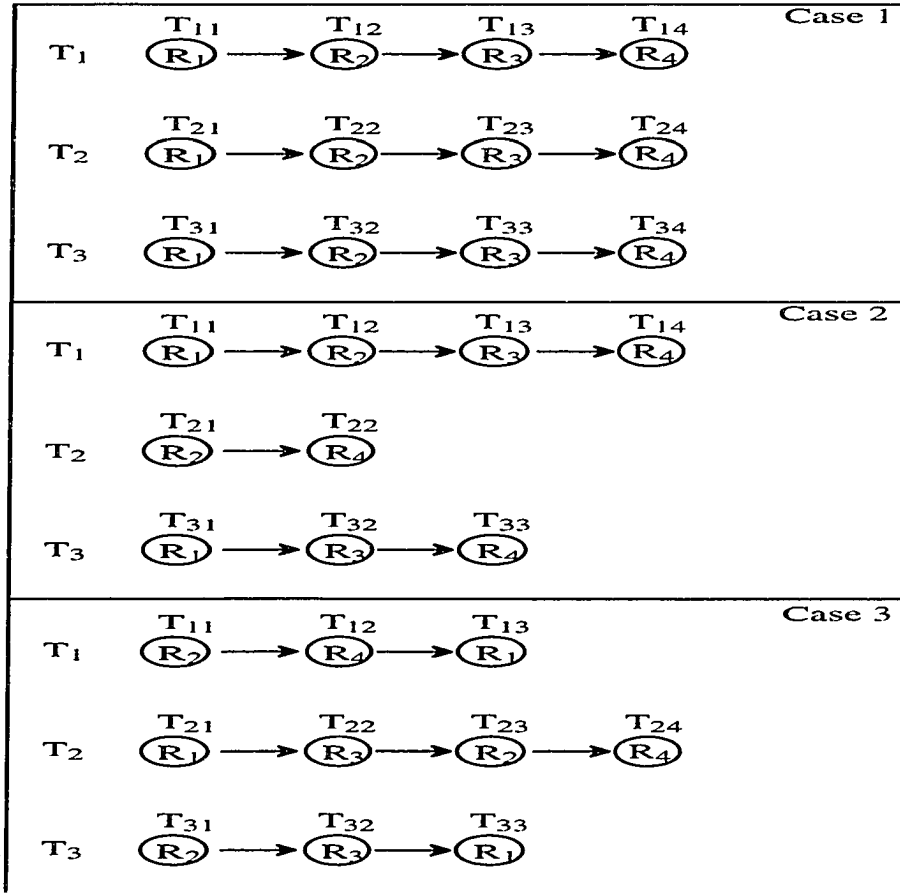 Case 1
T₁₁ T₁₂ T₁₃ T₁₄
T₁ R₁ R₂ R₃ R₄
T₂₁ T₂₂ T₂₃ T₂₄
T₂ R₁ R₂ R₃ R₄
T₃₁ T₃₂ T₃₃ T₃₄
T₃ R₁ R₂ R₃ R₄
Case 2
T₁₁ T₁₂ T₁₃ T₁₄
T₁ R₁ R₂ R₃ R₄
T₂₁ T₂₂
T₂ R₂ R₄
T₃₁ T₃₂ T₃₃
T₃ R₁ R₃ R₄
Case 3
T₁₁ T₁₂ T₁₃
T₁ R₂ R₄ R₁
T₂₁ T₂₂ T₂₃ T₂₄
T₂ R₁ R₃ R₂ R₄
T₃₁ T₃₂ T₃₃
T₃ R₂ R₃ R₁